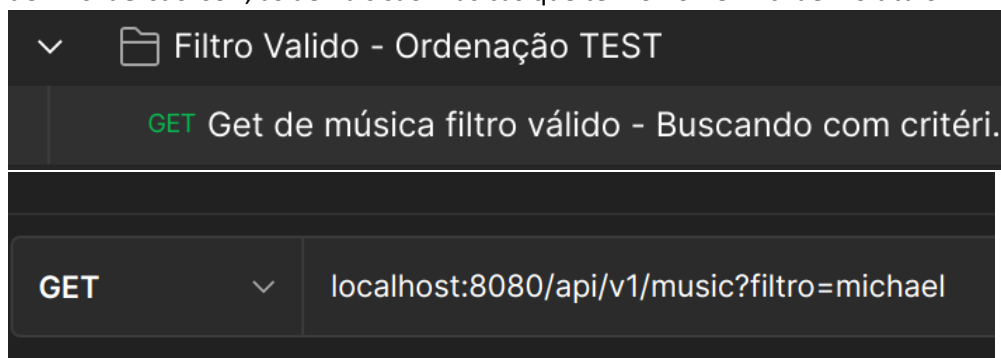 Filtro Valido - Ordenação TEST
GET Get de música filtro válido - Buscando com critéri...
GET
localhost:8080/api/v1/music?filtro=michael